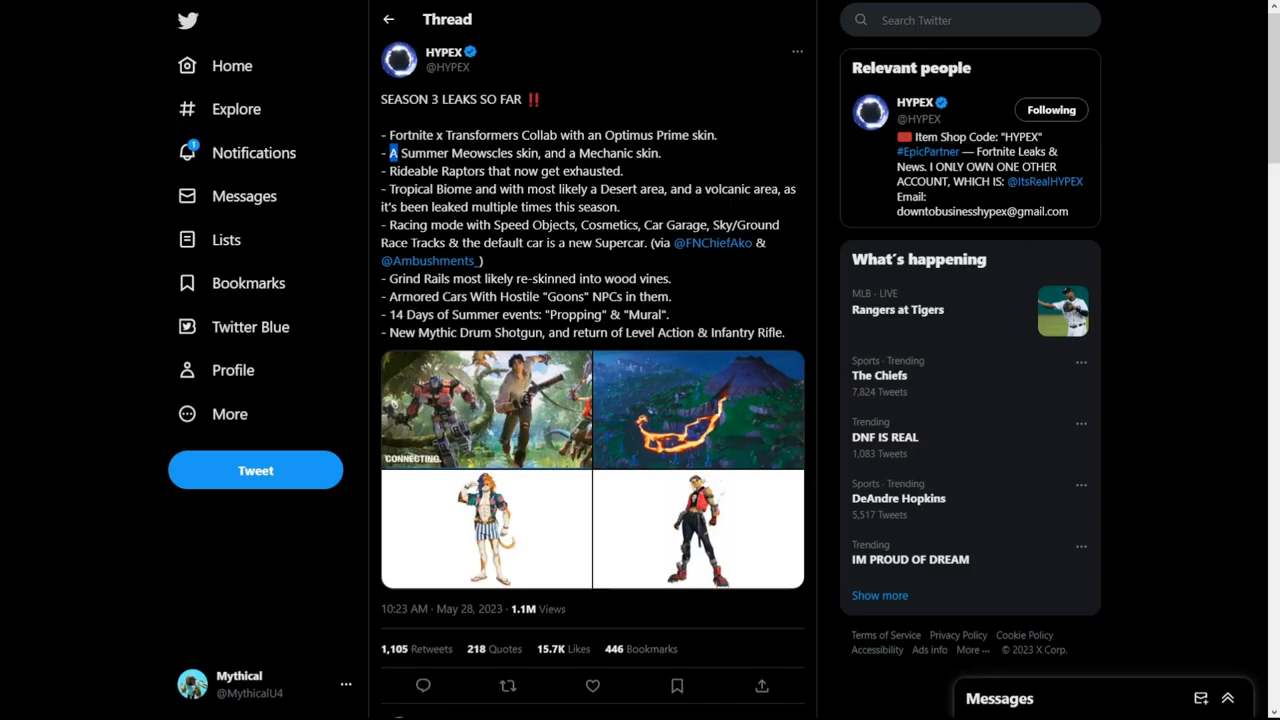 Home
Explore
1
Notifications
Messages
Lists
Bookmarks
Twitter Blue
Profile
More
Tweet
Mythical
@MythicalU4
Thread
HYPEX
@HYPEX
SEASON 3 LEAKS SO FAR ‼️
- Fortnite x Transformers Collab with an Optimus Prime skin.
- A Summer Meowscles skin, and a Mechanic skin.
- Rideable Raptors that now get exhausted.
- Tropical Biome and with most likely a Desert area, and a volcanic area, as
it's been leaked multiple times this season.
- Racing mode with Speed Objects, Cosmetics, Car Garage, Sky/Ground
Race Tracks & the default car is a new Supercar. (via @FNChiefAko &
@Ambushments_)
- Grind Rails most likely re-skinned into wood vines.
- Armored Cars With Hostile "Goons" NPCs in them.
- 14 Days of Summer events: "Propping" & "Mural".
- New Mythic Drum Shotgun, and return of Level Action & Infantry Rifle.
CONNECTING.
10:23 AM · May 28, 2023 · 1.1M Views
1,105 Retweets 218 Quotes 15.7K Likes 446 Bookmarks
Search Twitter
Relevant people
HYPEX
@HYPEX
Following
Item Shop Code: "HYPEX"
#EpicPartner — Fortnite Leaks &
News. I ONLY OWN ONE OTHER
ACCOUNT, WHICH IS: @ItsRealHYPEX
Email:
downtobusinesshypex@gmail.com
What's happening
MLB · LIVE
Rangers at Tigers
Sports · Trending
The Chiefs
7,824 Tweets
Trending
DNF IS REAL
1,083 Tweets
Sports · Trending
DeAndre Hopkins
5,517 Tweets
Trending
IM PROUD OF DREAM
Show more
Terms of Service Privacy Policy Cookie Policy
Accessibility Ads info More ··· © 2023 X Corp.
Messages